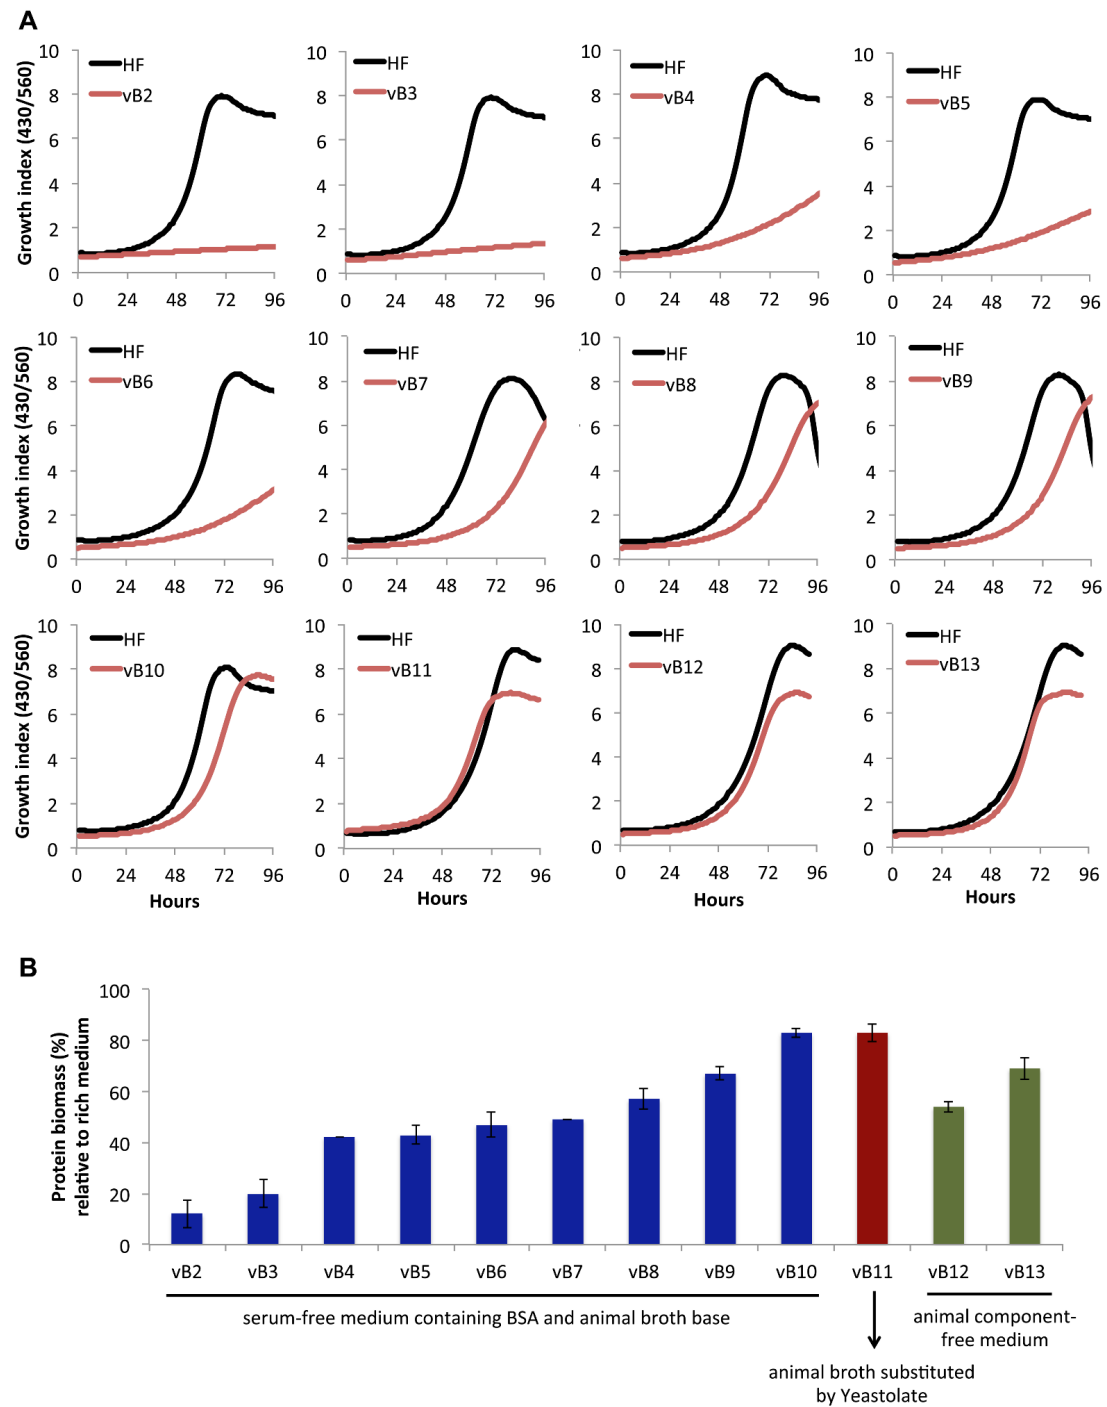 A
10
8
6
4
2
0
Growth index (430/560)
HF
vB2
0 24 48 72 96
10
8
6
4
2
0
HF
vB3
0 24 48 72 96
10
8
6
4
2
0
HF
vB4
0 24 48 72 96
10
8
6
4
2
0
HF
vB5
0 24 48 72 96
10
8
6
4
2
0
Growth index (430/560)
HF
vB6
0 24 48 72 96
10
8
6
4
2
0
HF
vB7
0 24 48 72 96
10
8
6
4
2
0
HF
vB8
0 24 48 72 96
10
8
6
4
2
0
HF
vB9
0 24 48 72 96
10
8
6
4
2
0
Growth index (430/560)
HF
vB10
0 24 48 72 96
Hours
10
8
6
4
2
0
HF
vB11
0 24 48 72 96
Hours
10
8
6
4
2
0
HF
vB12
0 24 48 72 96
Hours
10
8
6
4
2
0
HF
vB13
0 24 48 72 96
Hours
B
100
80
60
40
20
0
Protein biomass (%)
relative to rich medium
vB2 vB3 vB4 vB5 vB6 vB7 vB8 vB9 vB10 vB11 vB12 vB13
serum-free medium containing BSA and animal broth base
animal component-
free medium
animal broth substituted
by Yeastolate